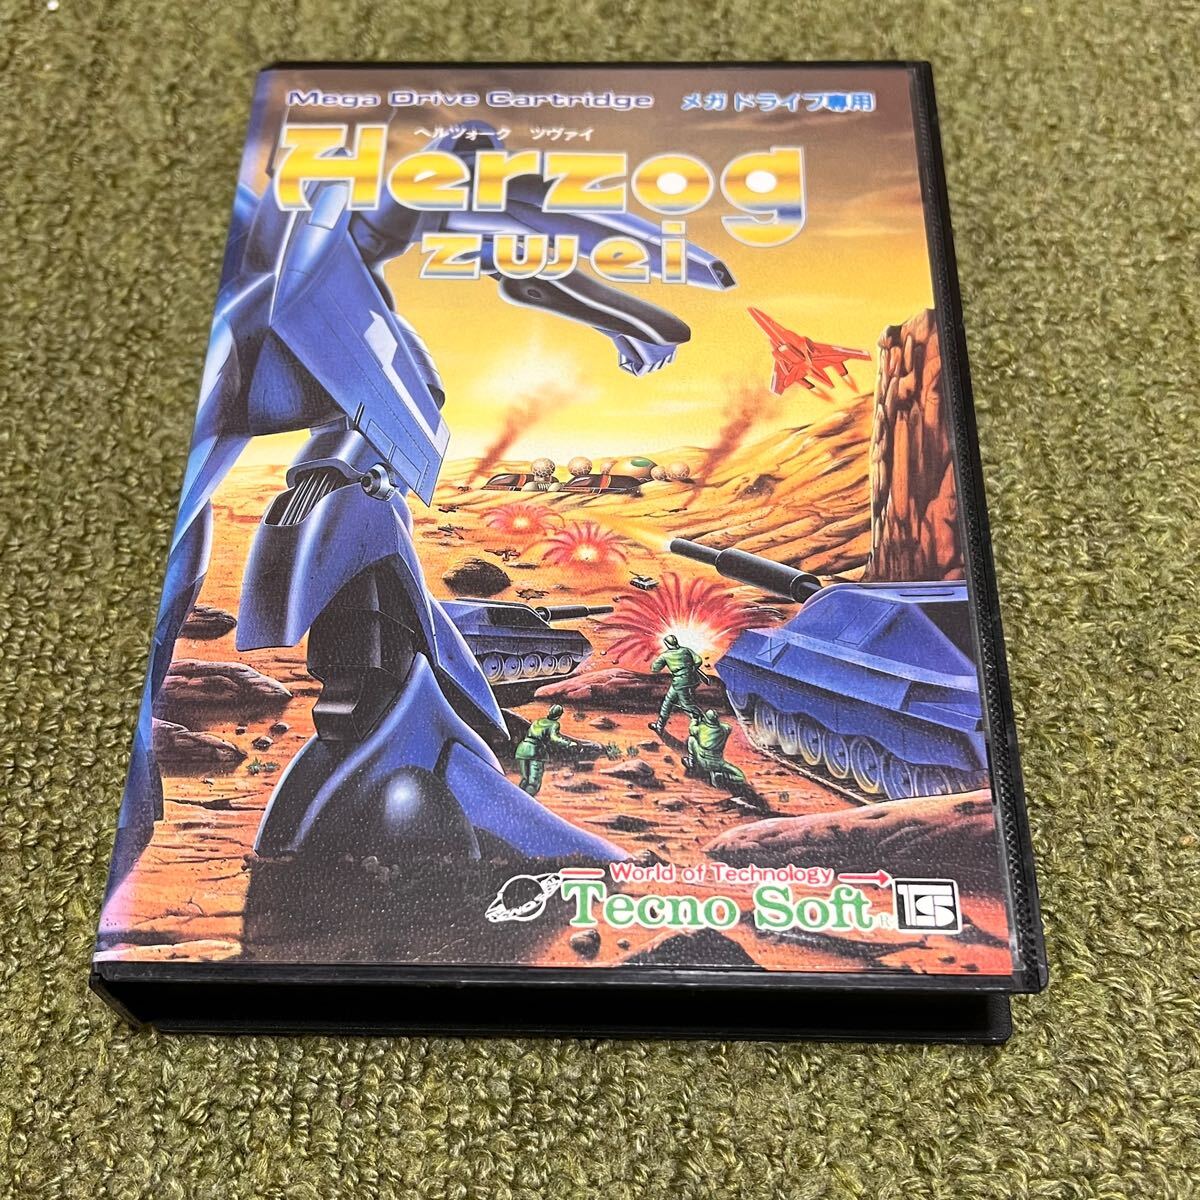 Mega Drive Cartridge メガドライブ専用
ヘルツォーク ツヴァイ
Herzog
zwei
World of Technology
Tecno Soft®
TS